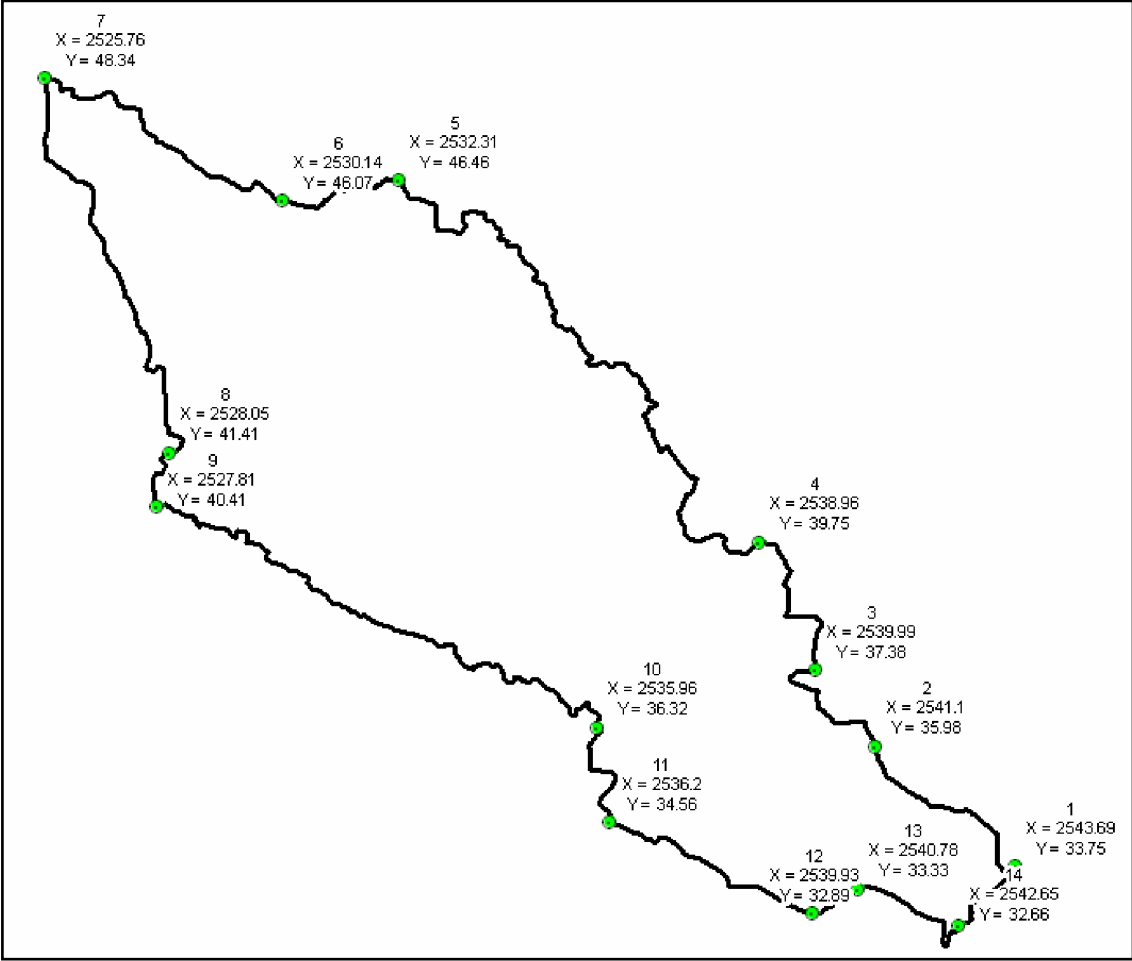 7
X = 2525.76
Y = 48.34
6
X = 2530.14
Y = 46.07
5
X = 2532.31
Y = 46.46
8
X = 2528.05
Y = 41.41
9
X = 2527.81
Y = 40.41
4
X = 2538.96
Y = 39.75
3
X = 2539.99
Y = 37.38
10
X = 2535.96
Y = 36.32
2
X = 2541.1
Y = 35.98
11
X = 2536.2
Y = 34.56
1
X = 2543.69
Y = 33.75
12
X = 2539.93
Y = 32.89
13
X = 2540.78
Y = 33.33
14
X = 2542.65
Y = 32.66